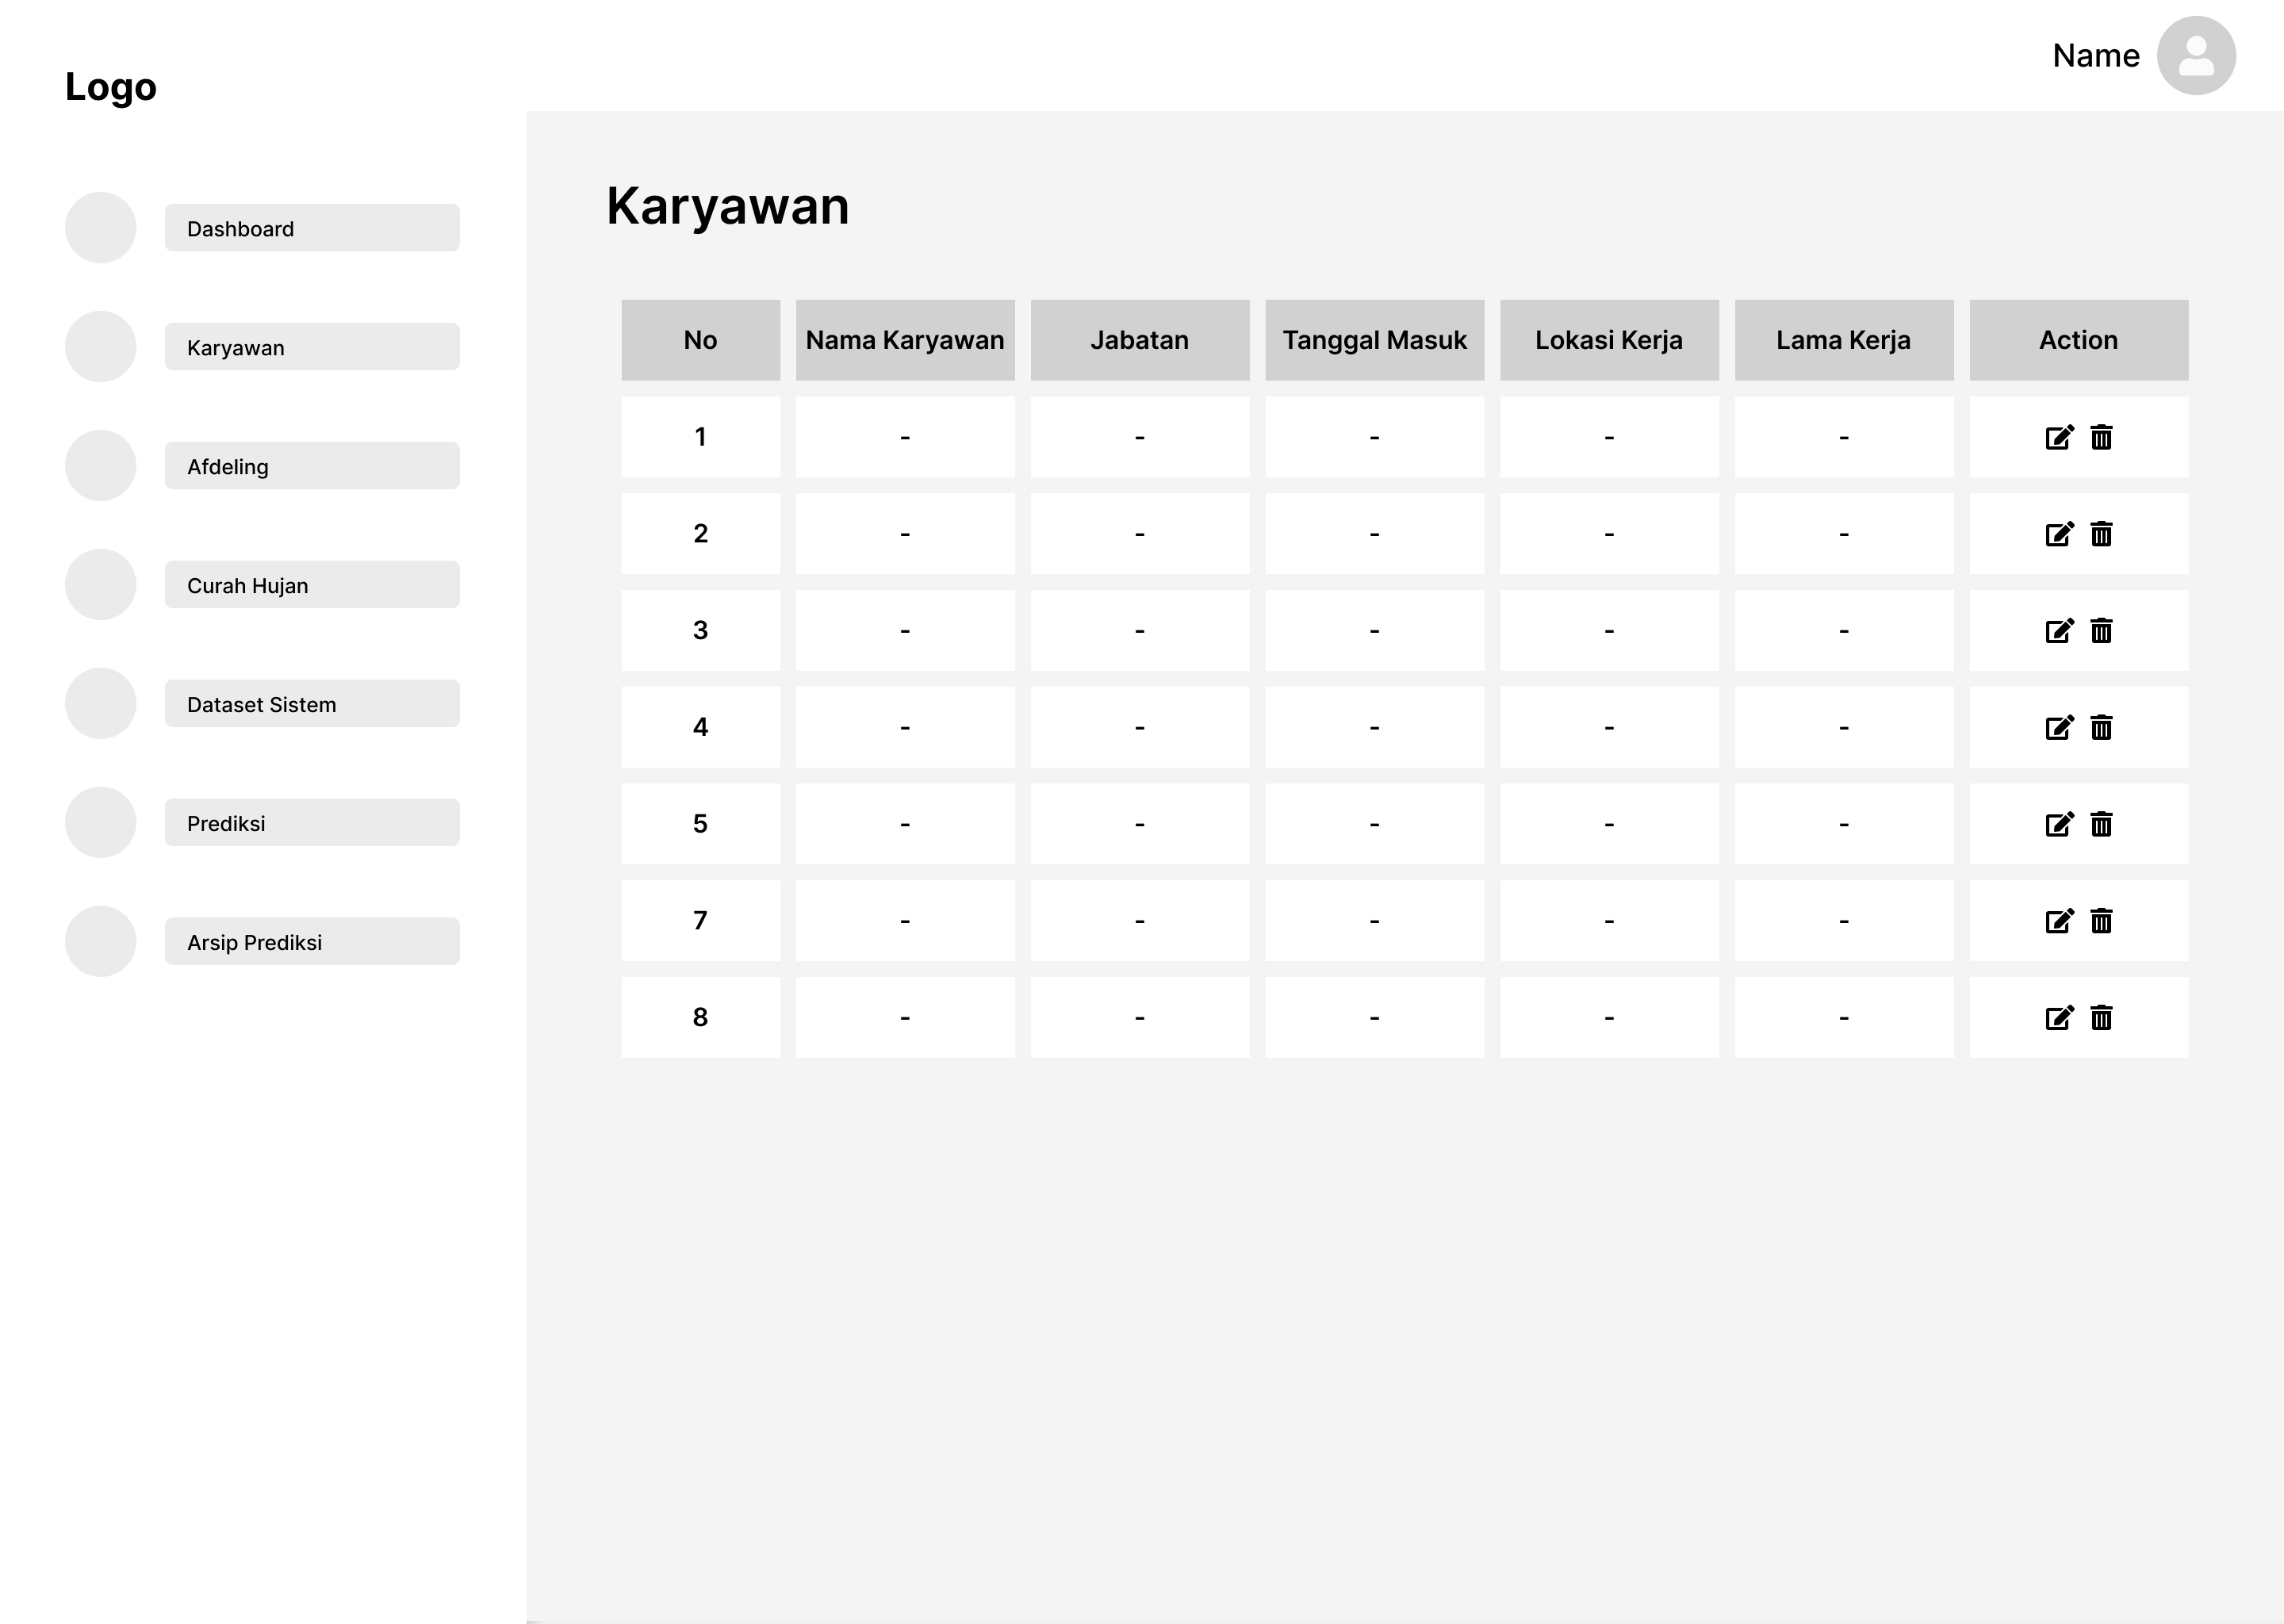 Name
Logo
Dashboard
Karyawan
Afdeling
Curah Hujan
Dataset Sistem
Prediksi
Arsip Prediksi
Karyawan
No Nama Karyawan Jabatan Tanggal Masuk Lokasi Kerja Lama Kerja Action
1 - - - - -
2 - - - - -
3 - - - - -
4 - - - - -
5 - - - - -
7 - - - - -
8 - - - - -